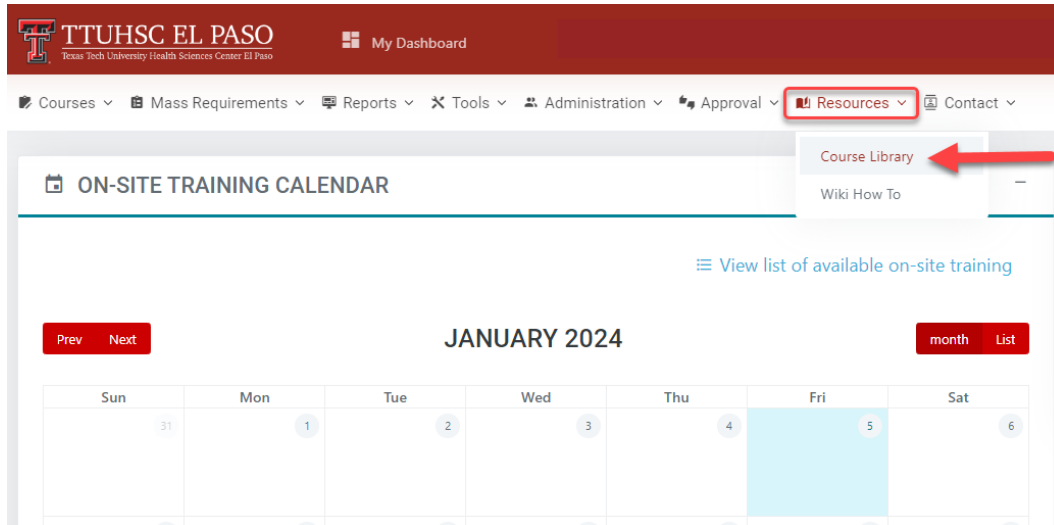 TTUHSC EL PASO
Texas Tech University Health Sciences Center El Paso
My Dashboard
Courses Mass Requirements Reports Tools Administration Approval Resources Contact
Course Library
Wiki How To
ON-SITE TRAINING CALENDAR
View list of available on-site training
Prev Next JANUARY 2024 month List
Sun Mon Tue Wed Thu Fri Sat
31 1 2 3 4 5 6